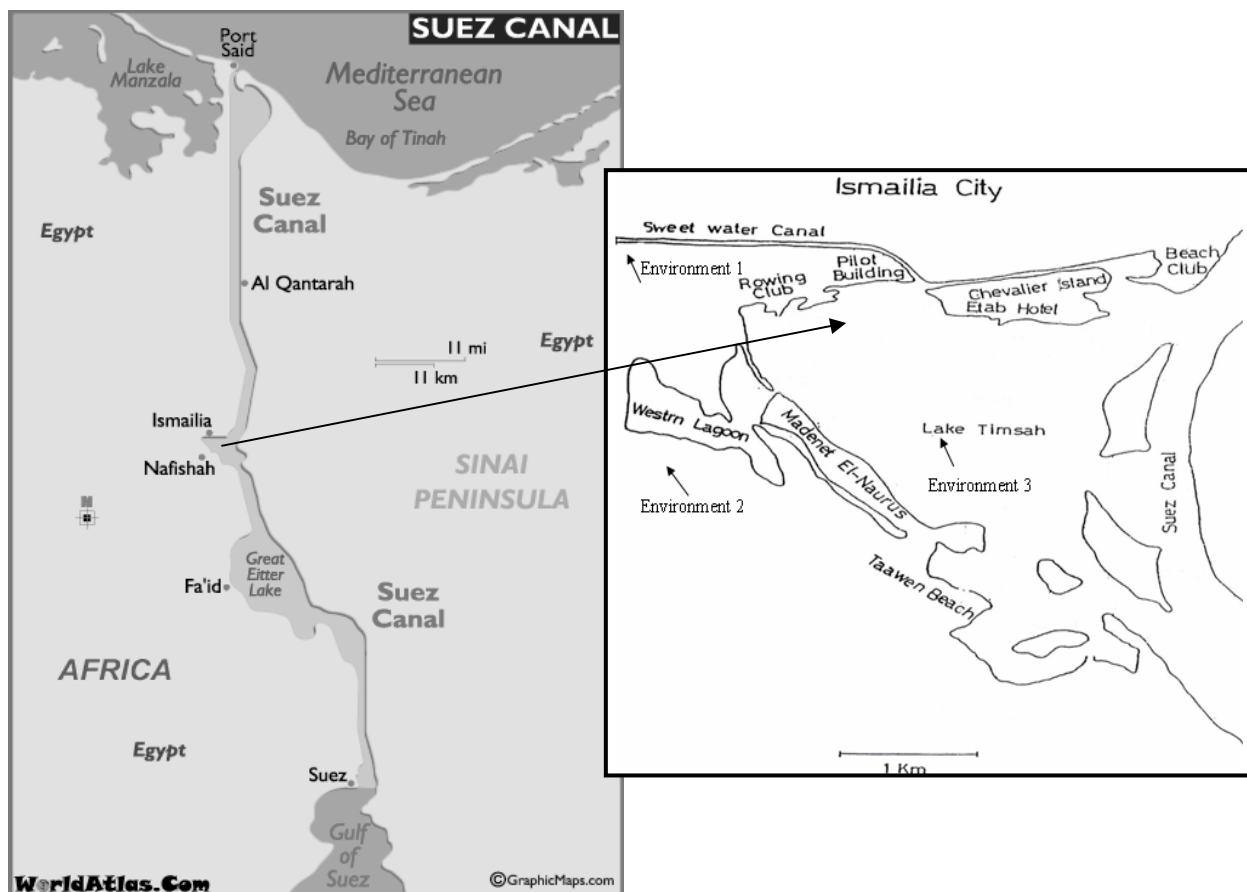 SUEZ CANAL
Port
Said
Lake
Manzala
Mediterranean
Sea
Bay of Tinah
Suez
Canal
Egypt
Al Qantarah
11 mi
11 km
Egypt
Ismailia
Nafishah
SINAI
PENINSULA
N
Great
Eitter
Lake
Fa'id
Suez
Canal
AFRICA
Egypt
Suez
Gulf
of
Suez
WorldAtlas.Com
©GraphicMaps.com
Ismailia City
Sweet water Canal
Environment 1
Pilot
Building
Rowing
Club
Beach
Club
Chevalier Island
Etab Hotel
Westrn Lagoon
Madenet El-Naurus
Lake Timsah
Environment 3
Environment 2
Suez Canal
Taawen Beach
1 Km